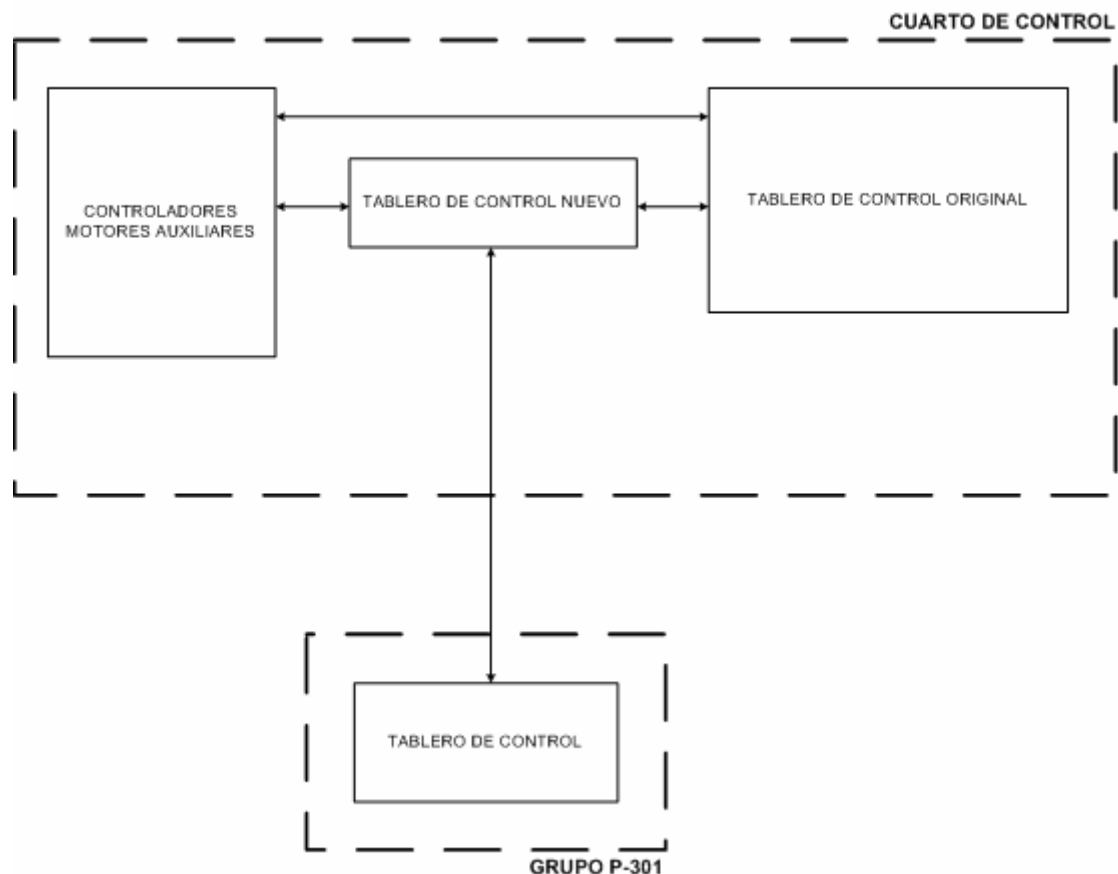 CUARTO DE CONTROL
CONTROLADORES
MOTORES AUXILIARES
TABLERO DE CONTROL NUEVO
TABLERO DE CONTROL ORIGINAL
TABLERO DE CONTROL
GRUPO P-301